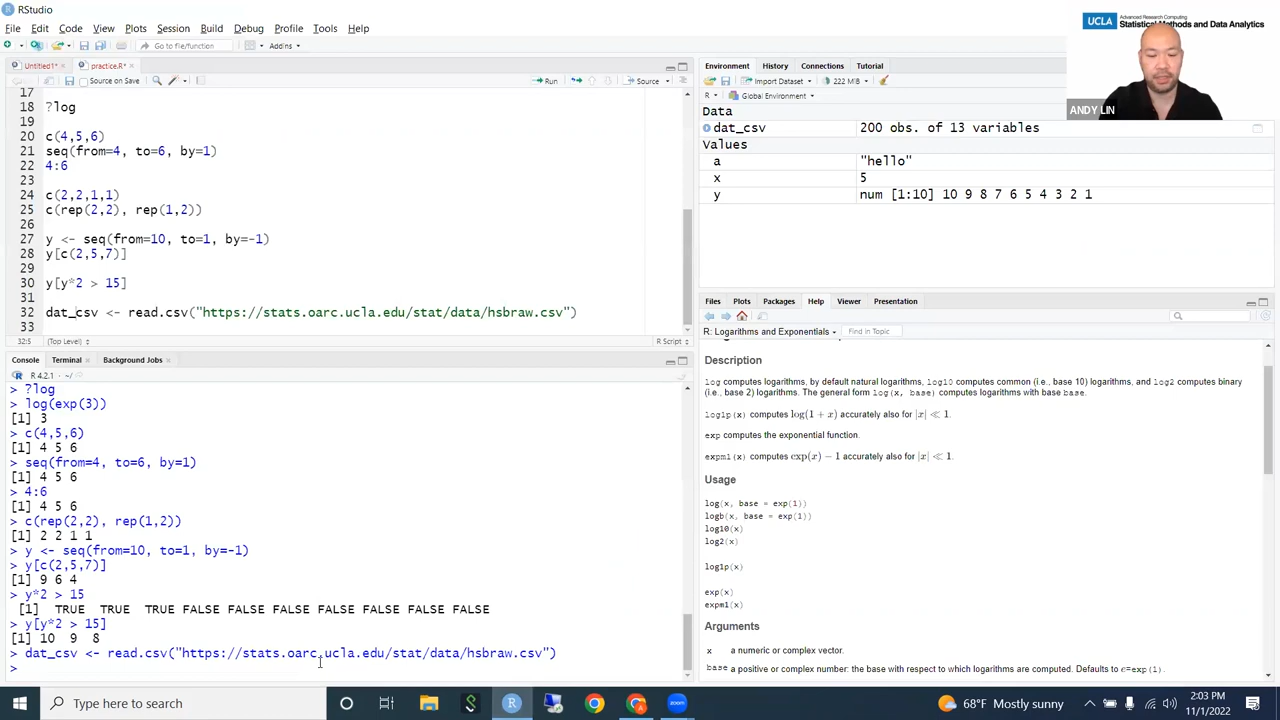 RStudio
File Edit Code View Plots Session Build Debug Profile Tools Help
Go to file/function Addins
Untitled1* practice.R*
Source on Save Run Source
17
18 ?log
19
20 c(4,5,6)
21 seq(from=4, to=6, by=1)
22 4:6
23
24 c(2,2,1,1)
25 c(rep(2,2), rep(1,2))
26
27 y <- seq(from=10, to=1, by=-1)
28 y[c(2,5,7)]
29
30 y[y*2 > 15]
31
32 dat_csv <- read.csv("https://stats.oarc.ucla.edu/stat/data/hsbraw.csv")
33
32:5 (Top Level) R Script
Console Terminal Background Jobs
R 4.2.1 · ~/
> ?log
> log(exp(3))
[1] 3
> c(4,5,6)
[1] 4 5 6
> seq(from=4, to=6, by=1)
[1] 4 5 6
> 4:6
[1] 4 5 6
> c(rep(2,2), rep(1,2))
[1] 2 2 1 1
> y <- seq(from=10, to=1, by=-1)
> y[c(2,5,7)]
[1] 9 6 4
> y*2 > 15
[1] TRUE TRUE TRUE FALSE FALSE FALSE FALSE FALSE FALSE FALSE
> y[y*2 > 15]
[1] 10 9 8
> dat_csv <- read.csv("https://stats.oarc.ucla.edu/stat/data/hsbraw.csv")
>
UCLA Advanced Research Computing
Statistical Methods and Data Analytics
ANDY LIN
Environment History Connections Tutorial
Import Dataset 222 MiB
R Global Environment
Data
dat_csv 200 obs. of 13 variables
Values
a "hello"
x 5
y num [1:10] 10 9 8 7 6 5 4 3 2 1
Files Plots Packages Help Viewer Presentation
R: Logarithms and Exponentials Find in Topic
Description
log computes logarithms, by default natural logarithms, log10 computes common (i.e., base 10) logarithms, and log2 computes binary
(i.e., base 2) logarithms. The general form log(x, base) computes logarithms with base base.
log1p(x) computes log(1 + x) accurately also for |x| ≪ 1.
exp computes the exponential function.
expm1(x) computes exp(x) − 1 accurately also for |x| ≪ 1.
Usage
log(x, base = exp(1))
logb(x, base = exp(1))
log10(x)
log2(x)
log1p(x)
exp(x)
expm1(x)
Arguments
x a numeric or complex vector.
base a positive or complex number: the base with respect to which logarithms are computed. Defaults to e=exp(1).
Type here to search
68°F Mostly sunny
2:03 PM
11/1/2022
zoom